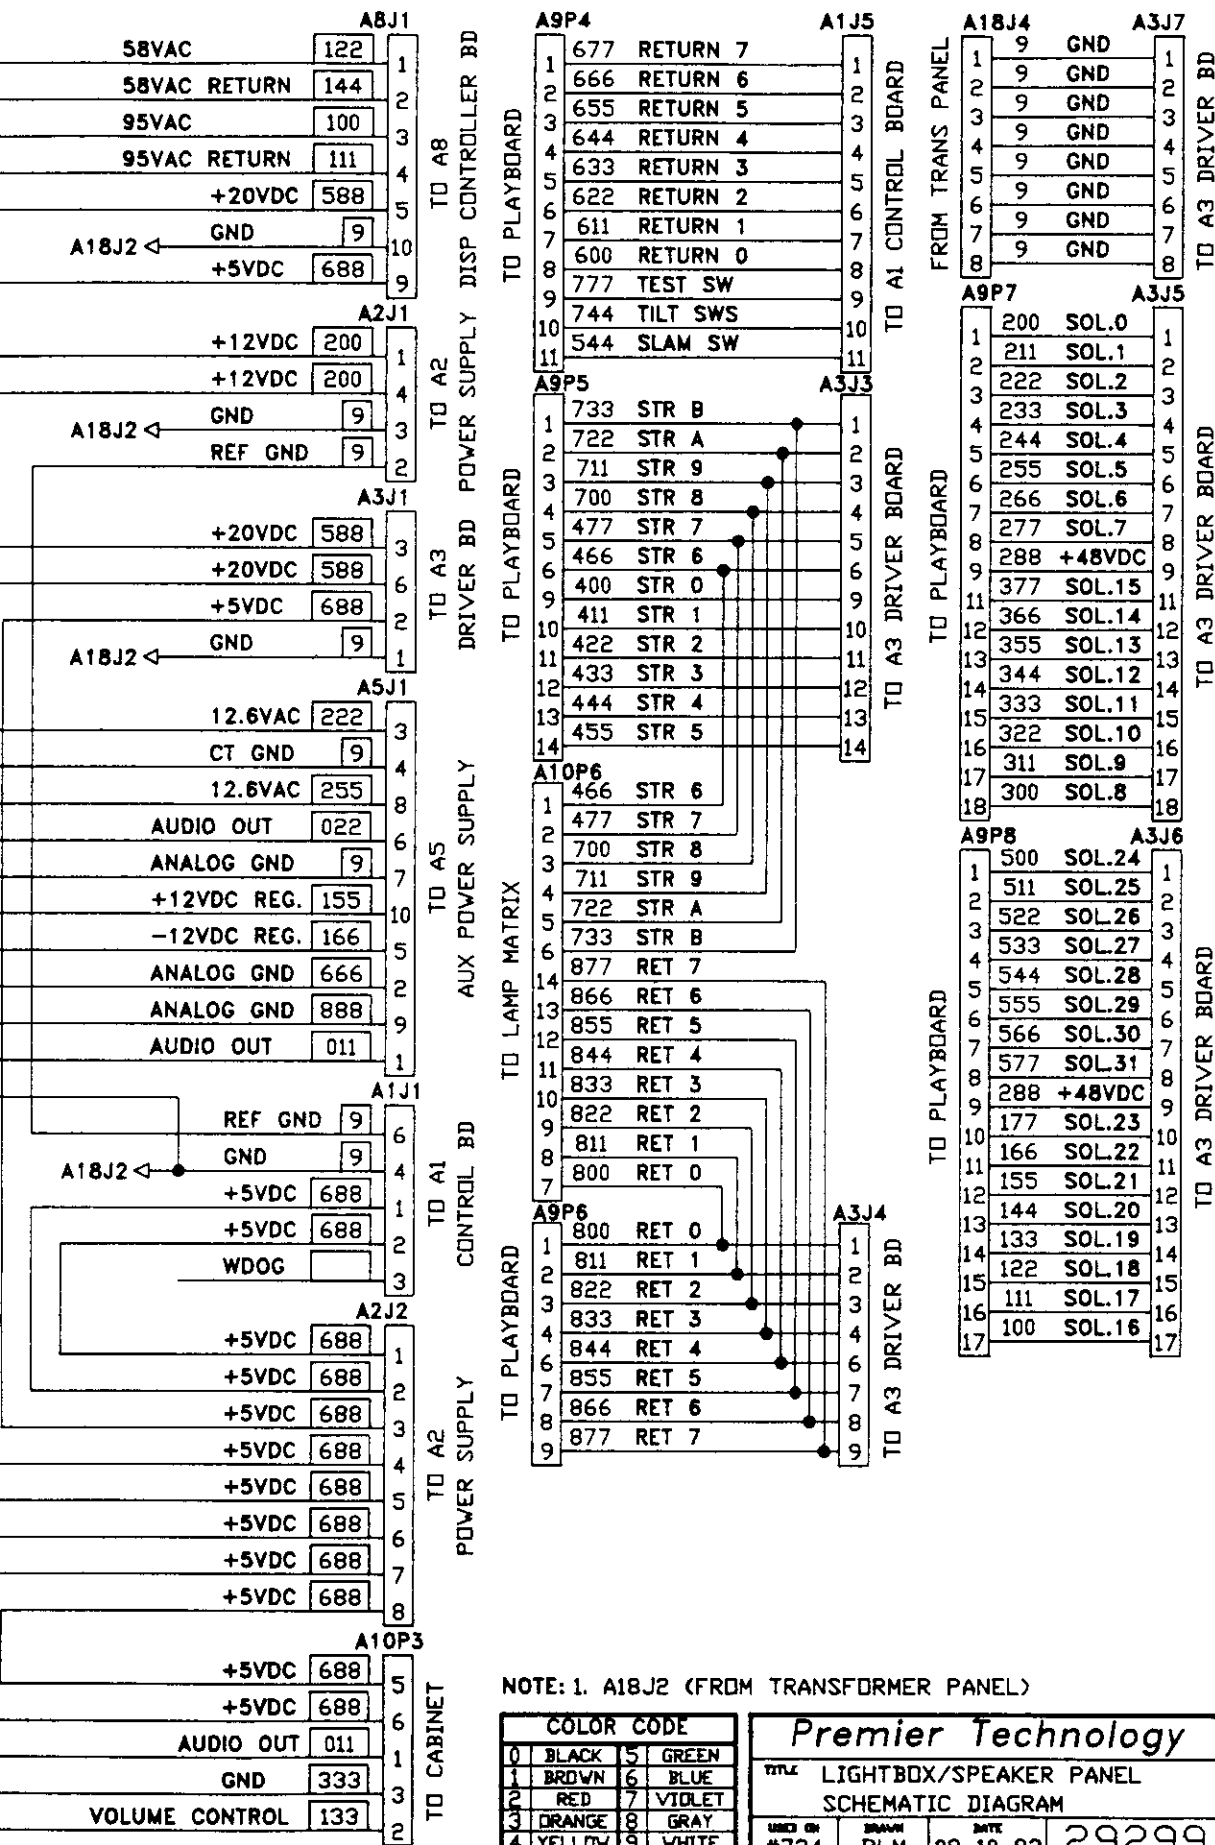 A8J1
58VAC 122 1
58VAC RETURN 144 2
95VAC 100 3
95VAC RETURN 111 4
+20VDC 588 5
A18J2 GND 9 10
+5VDC 688 9
TO A8
DISP CONTROLLER BD
A2J1
+12VDC 200 1
+12VDC 200 4
A18J2 GND 9 3
REF GND 9 2
TO A2
POWER SUPPLY
A3J1
+20VDC 588 3
+20VDC 588 6
+5VDC 688 2
A18J2 GND 9 1
TO A3
DRIVER BD
A5J1
12.6VAC 222 3
CT GND 9 4
12.6VAC 255 8
AUDIO OUT 022 6
ANALOG GND 9 7
+12VDC REG. 155 10
-12VDC REG. 166 5
ANALOG GND 666 2
ANALOG GND 888 9
AUDIO OUT 011 1
TO A5
AUX POWER SUPPLY
A1J1
REF GND 9 6
A18J2 GND 9 4
+5VDC 688 1
+5VDC 688 2
WDOG 3
TO A1
CONTROL BD
A2J2
+5VDC 688 1
+5VDC 688 2
+5VDC 688 3
+5VDC 688 4
+5VDC 688 5
+5VDC 688 6
+5VDC 688 7
+5VDC 688 8
TO A2
POWER SUPPLY
A10P3
+5VDC 688 5
+5VDC 688 6
AUDIO OUT 011 1
GND 333 3
VOLUME CONTROL 133 2
TO CABINET
A9P4 A1J5
TO PLAYBOARD
1 677 RETURN 7 1
2 666 RETURN 6 2
3 655 RETURN 5 3
4 644 RETURN 4 4
5 633 RETURN 3 5
6 622 RETURN 2 6
7 611 RETURN 1 7
8 600 RETURN 0 8
9 777 TEST SW 9
10 744 TILT SWS 10
11 544 SLAM SW 11
TO A1 CONTROL BOARD
A9P5 A3J3
TO PLAYBOARD
1 733 STR B 1
2 722 STR A 2
3 711 STR 9 3
4 700 STR 8 4
5 477 STR 7 5
6 466 STR 6 6
9 400 STR 0 9
10 411 STR 1 10
11 422 STR 2 11
12 433 STR 3 12
13 444 STR 4 13
14 455 STR 5 14
TO A3 DRIVER BOARD
A10P6
TO LAMP MATRIX
1 466 STR 6
2 477 STR 7
3 700 STR 8
4 711 STR 9
5 722 STR A
6 733 STR B
14 877 RET 7
13 866 RET 6
12 855 RET 5
11 844 RET 4
10 833 RET 3
9 822 RET 2
8 811 RET 1
7 800 RET 0
A9P6 A3J4
TO PLAYBOARD
1 800 RET 0 1
2 811 RET 1 2
3 822 RET 2 3
4 833 RET 3 4
6 844 RET 4 6
7 855 RET 5 7
8 866 RET 6 8
9 877 RET 7 9
TO A3 DRIVER BD
A18J4 A3J7
FROM TRANS PANEL
1 9 GND 1
2 9 GND 2
3 9 GND 3
4 9 GND 4
5 9 GND 5
6 9 GND 6
7 9 GND 7
8 9 GND 8
TO A3 DRIVER BD
A9P7 A3J5
TO PLAYBOARD
1 200 SOL.0 1
2 211 SOL.1 2
3 222 SOL.2 3
4 233 SOL.3 4
5 244 SOL.4 5
6 255 SOL.5 6
7 266 SOL.6 7
8 277 SOL.7 8
9 288 +48VDC 9
11 377 SOL.15 11
12 366 SOL.14 12
13 355 SOL.13 13
14 344 SOL.12 14
15 333 SOL.11 15
16 322 SOL.10 16
17 311 SOL.9 17
18 300 SOL.8 18
TO A3 DRIVER BOARD
A9P8 A3J6
TO PLAYBOARD
1 500 SOL.24 1
2 511 SOL.25 2
3 522 SOL.26 3
4 533 SOL.27 4
5 544 SOL.28 5
6 555 SOL.29 6
7 566 SOL.30 7
8 577 SOL.31 8
9 288 +48VDC 9
10 177 SOL.23 10
11 166 SOL.22 11
12 155 SOL.21 12
13 144 SOL.20 13
14 133 SOL.19 14
15 122 SOL.18 15
16 111 SOL.17 16
17 100 SOL.16 17
TO A3 DRIVER BOARD
NOTE: 1. A18J2 (FROM TRANSFORMER PANEL)
COLOR CODE
0 BLACK 5 GREEN
1 BROWN 6 BLUE
2 RED 7 VIOLET
3 ORANGE 8 GRAY
4 YELLOW 9 WHITE
Premier Technology
TITLE LIGHTBOX/SPEAKER PANEL
SCHEMATIC DIAGRAM
USED ON DRAWN DATE
29299